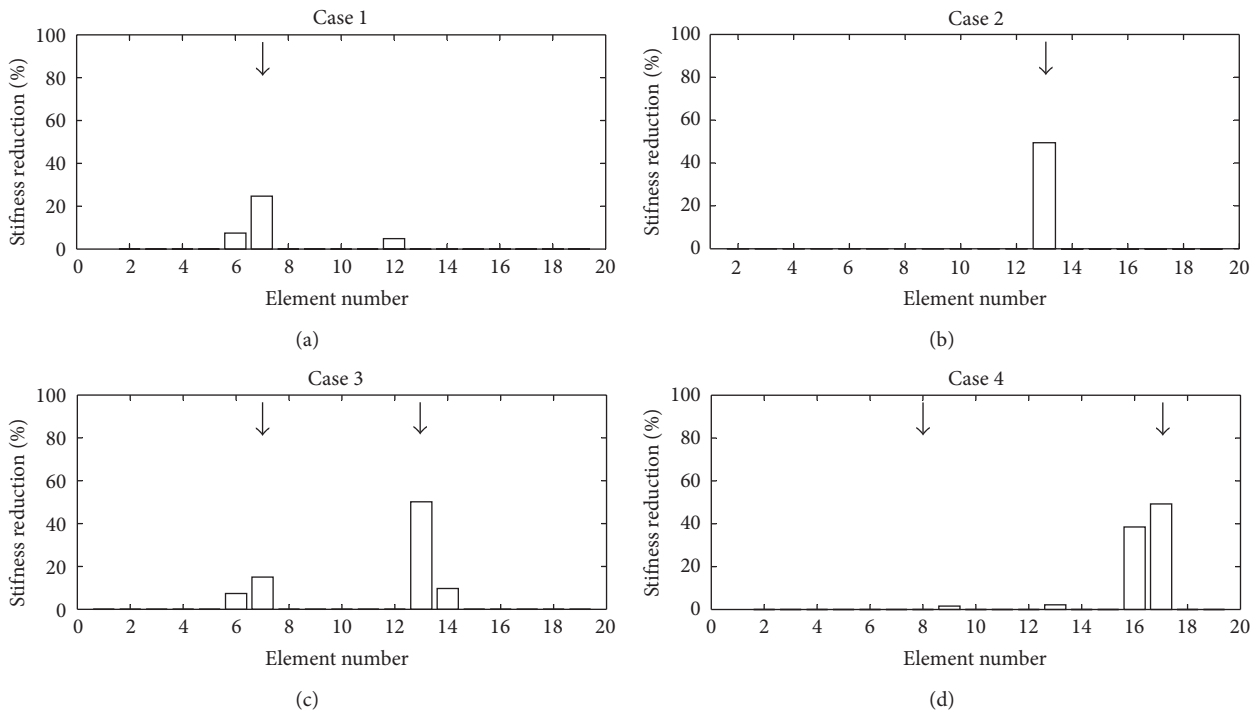 Case 1
Stifness reduction (%)
100
80
60
40
20
0
0 2 4 6 8 10 12 14 16 18 20
Element number
(a)
Case 2
Stifness reduction (%)
100
80
60
40
20
0
2 4 6 8 10 12 14 16 18 20
Element number
(b)
Case 3
Stifness reduction (%)
100
80
60
40
20
0
0 2 4 6 8 10 12 14 16 18 20
Element number
(c)
Case 4
Stifness reduction (%)
100
80
60
40
20
0
0 2 4 6 8 10 12 14 16 18 20
Element number
(d)